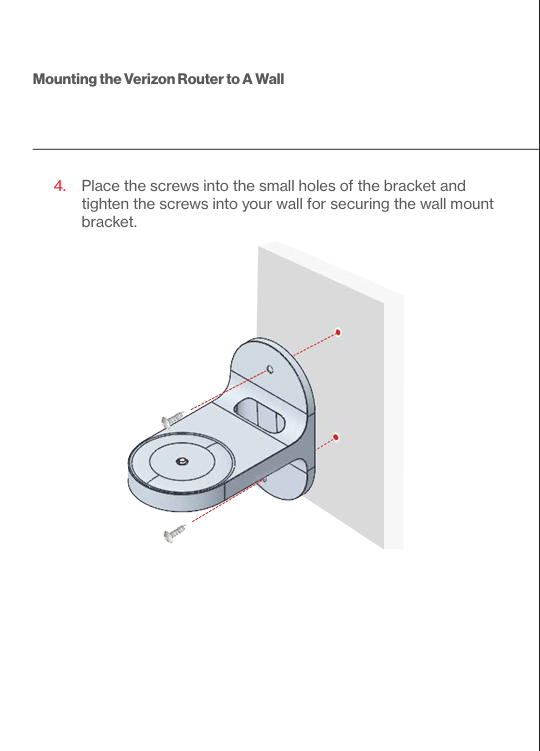 Mounting the Verizon Router to A Wall
4. Place the screws into the small holes of the bracket and
tighten the screws into your wall for securing the wall mount
bracket.